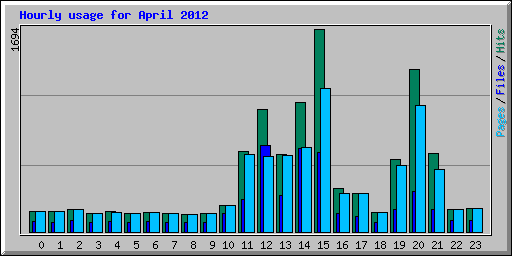 Hourly usage for April 2012
1694
Pages/Files/Hits
0 1 2 3 4 5 6 7 8 9 10 11 12 13 14 15 16 17 18 19 20 21 22 23